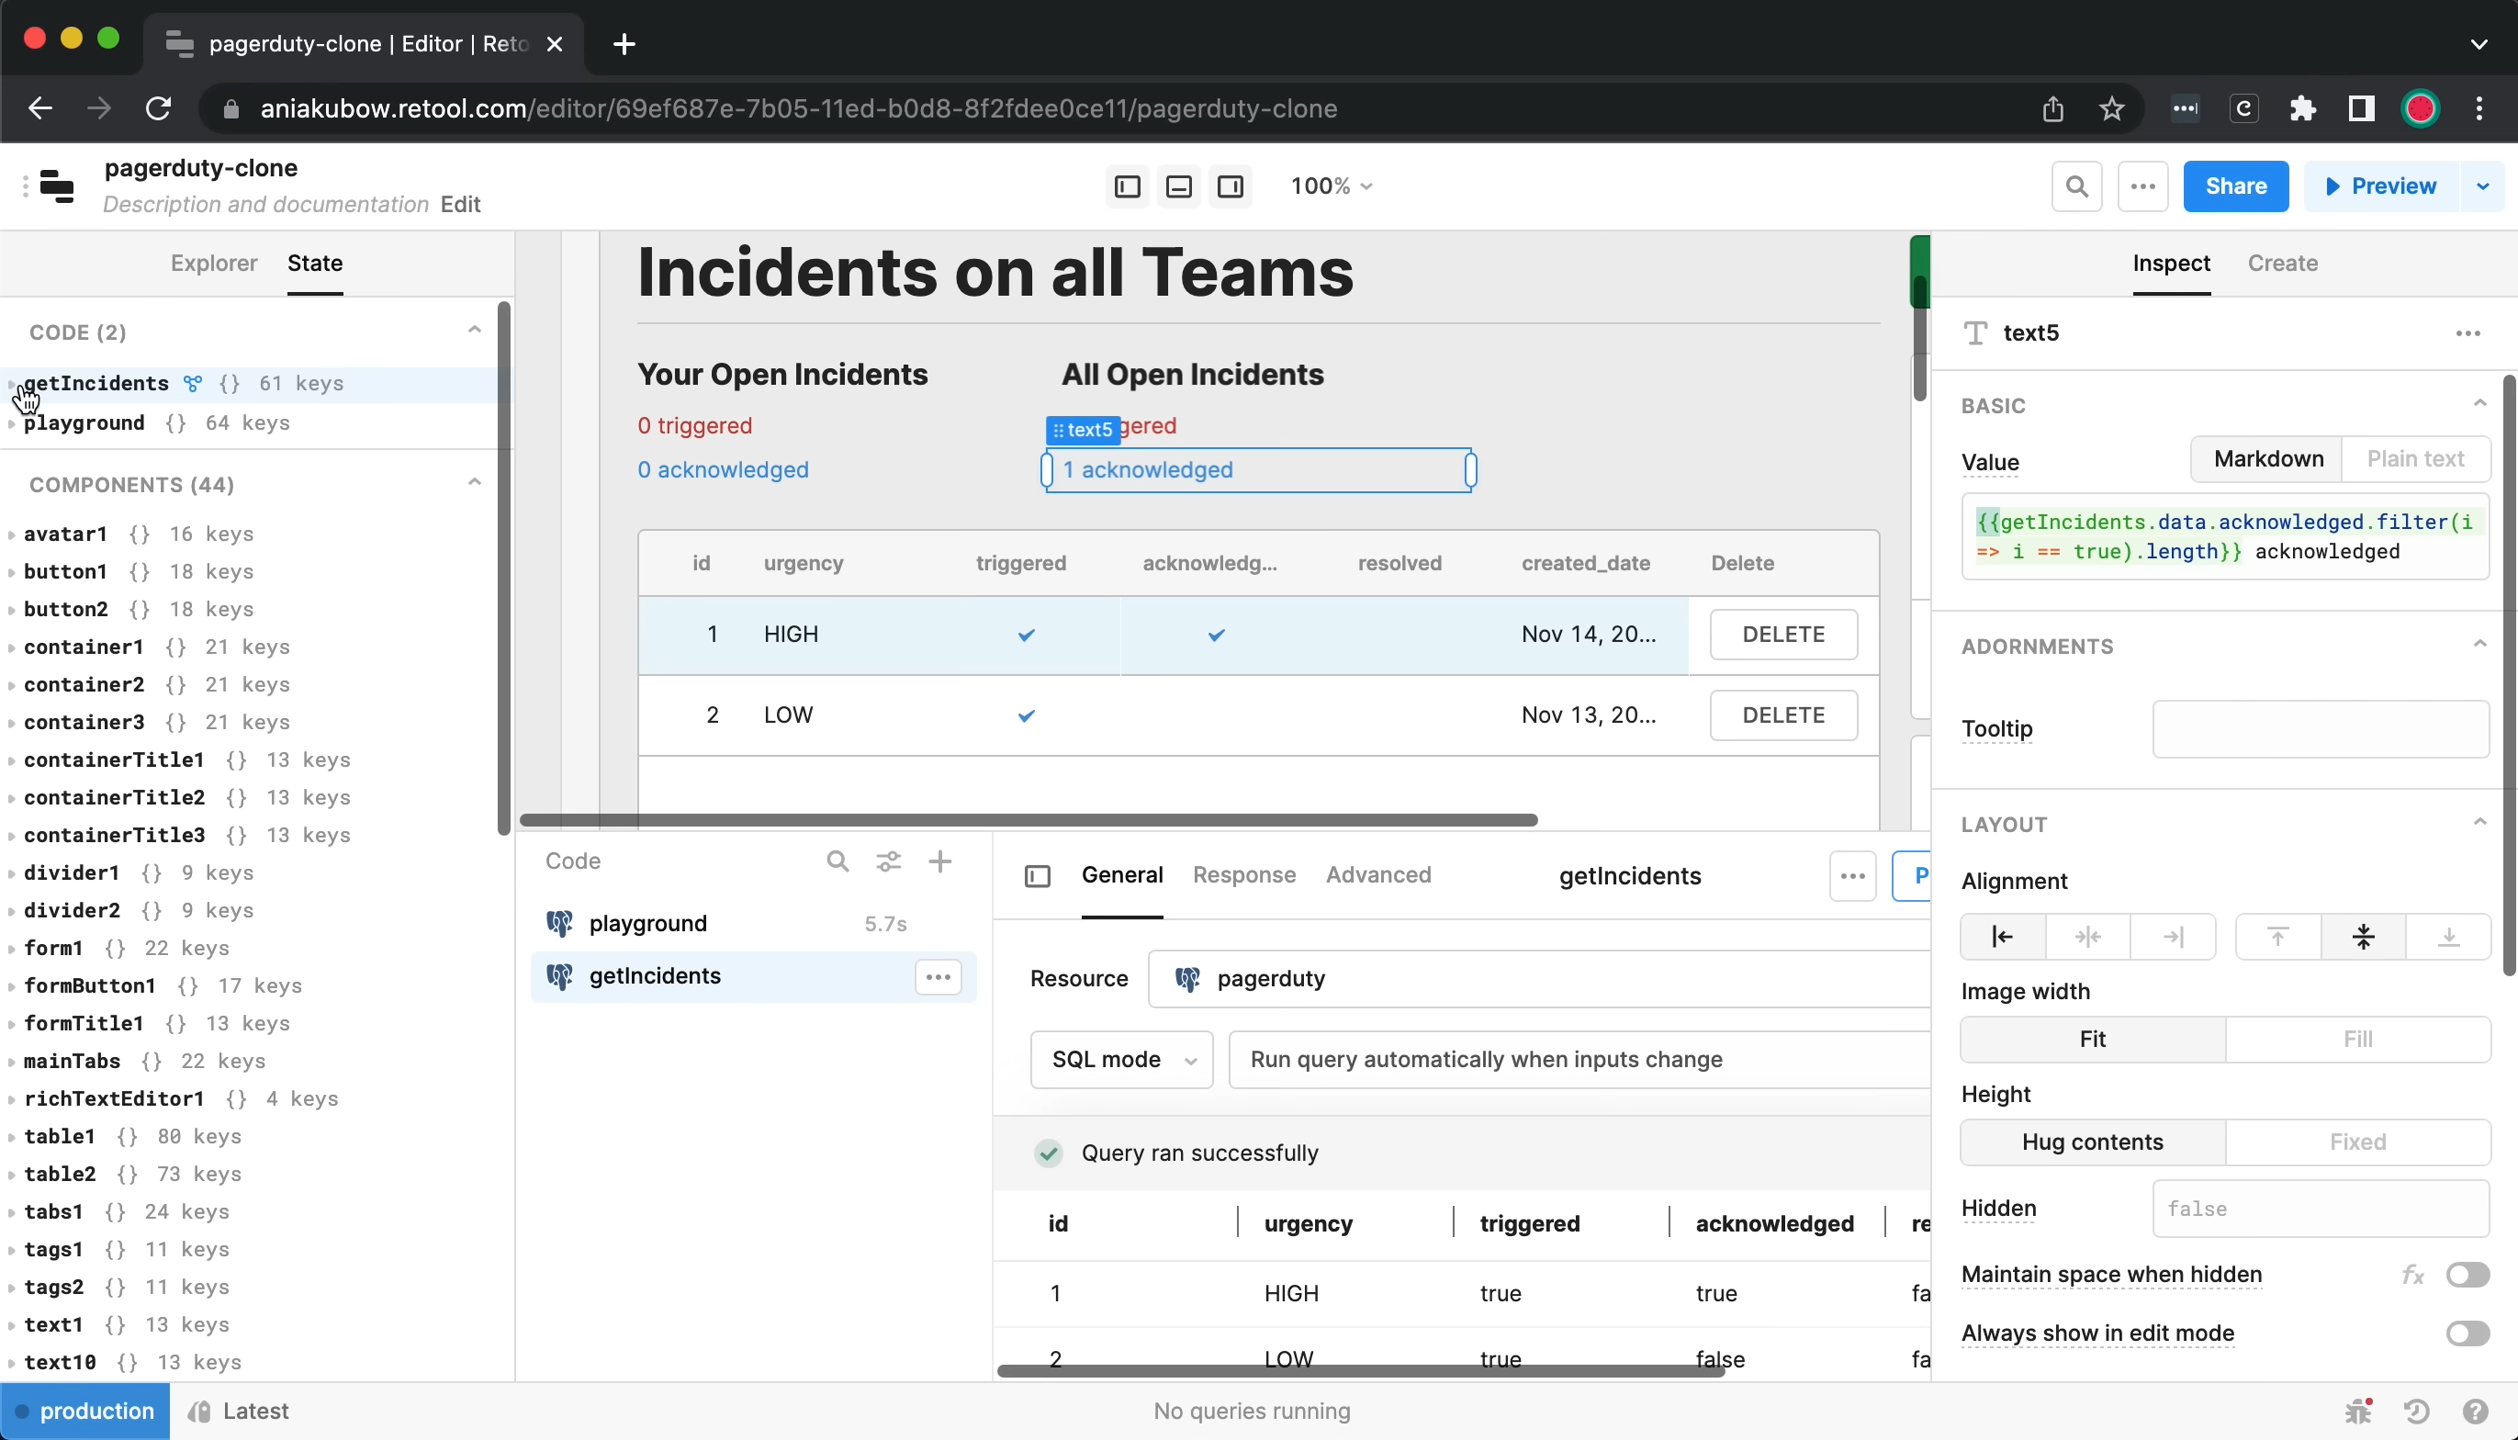 pagerduty-clone | Editor | Reto
aniakubow.retool.com/editor/69ef687e-7b05-11ed-b0d8-8f2fdee0ce11/pagerduty-clone
C
pagerduty-clone
Description and documentation Edit
100%
Share
Preview
Explorer State
CODE (2)
getIncidents {} 61 keys
playground {} 64 keys
COMPONENTS (44)
avatar1 {} 16 keys
button1 {} 18 keys
button2 {} 18 keys
container1 {} 21 keys
container2 {} 21 keys
container3 {} 21 keys
containerTitle1 {} 13 keys
containerTitle2 {} 13 keys
containerTitle3 {} 13 keys
divider1 {} 9 keys
divider2 {} 9 keys
form1 {} 22 keys
formButton1 {} 17 keys
formTitle1 {} 13 keys
mainTabs {} 22 keys
richTextEditor1 {} 4 keys
table1 {} 80 keys
table2 {} 73 keys
tabs1 {} 24 keys
tags1 {} 11 keys
tags2 {} 11 keys
text1 {} 13 keys
text10 {} 13 keys
Incidents on all Teams
Your Open Incidents All Open Incidents
0 triggered text5 gered
0 acknowledged 1 acknowledged
id urgency triggered acknowledg... resolved created_date Delete
1 HIGH Nov 14, 20... DELETE
2 LOW Nov 13, 20... DELETE
Code
playground 5.7s
getIncidents
General Response Advanced getIncidents P
Resource pagerduty
SQL mode Run query automatically when inputs change
Query ran successfully
id urgency triggered acknowledged re
1 HIGH true true fa
2 LOW true false fa
Inspect Create
text5
BASIC
Value Markdown Plain text
{{getIncidents.data.acknowledged.filter(i
=> i == true).length}} acknowledged
ADORNMENTS
Tooltip
LAYOUT
Alignment
Image width
Fit Fill
Height
Hug contents Fixed
Hidden false
Maintain space when hidden fx
Always show in edit mode
production Latest No queries running